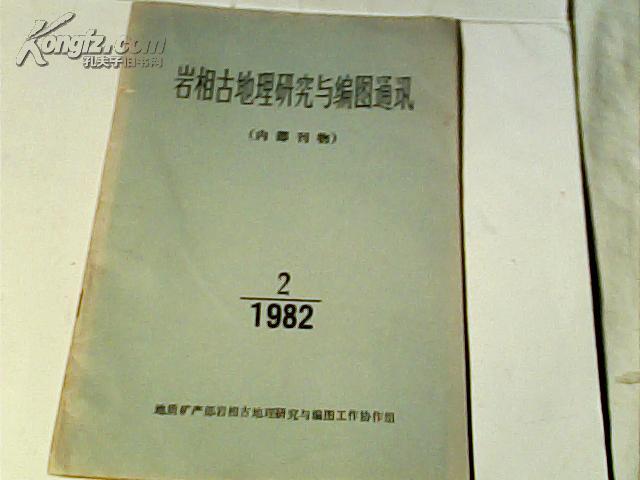 Kongfz.com
孔夫子旧书网
岩相古地理研究与编图通讯
(内部刊物)
2
1982
地质矿产部岩相古地理研究与编图工作协作组